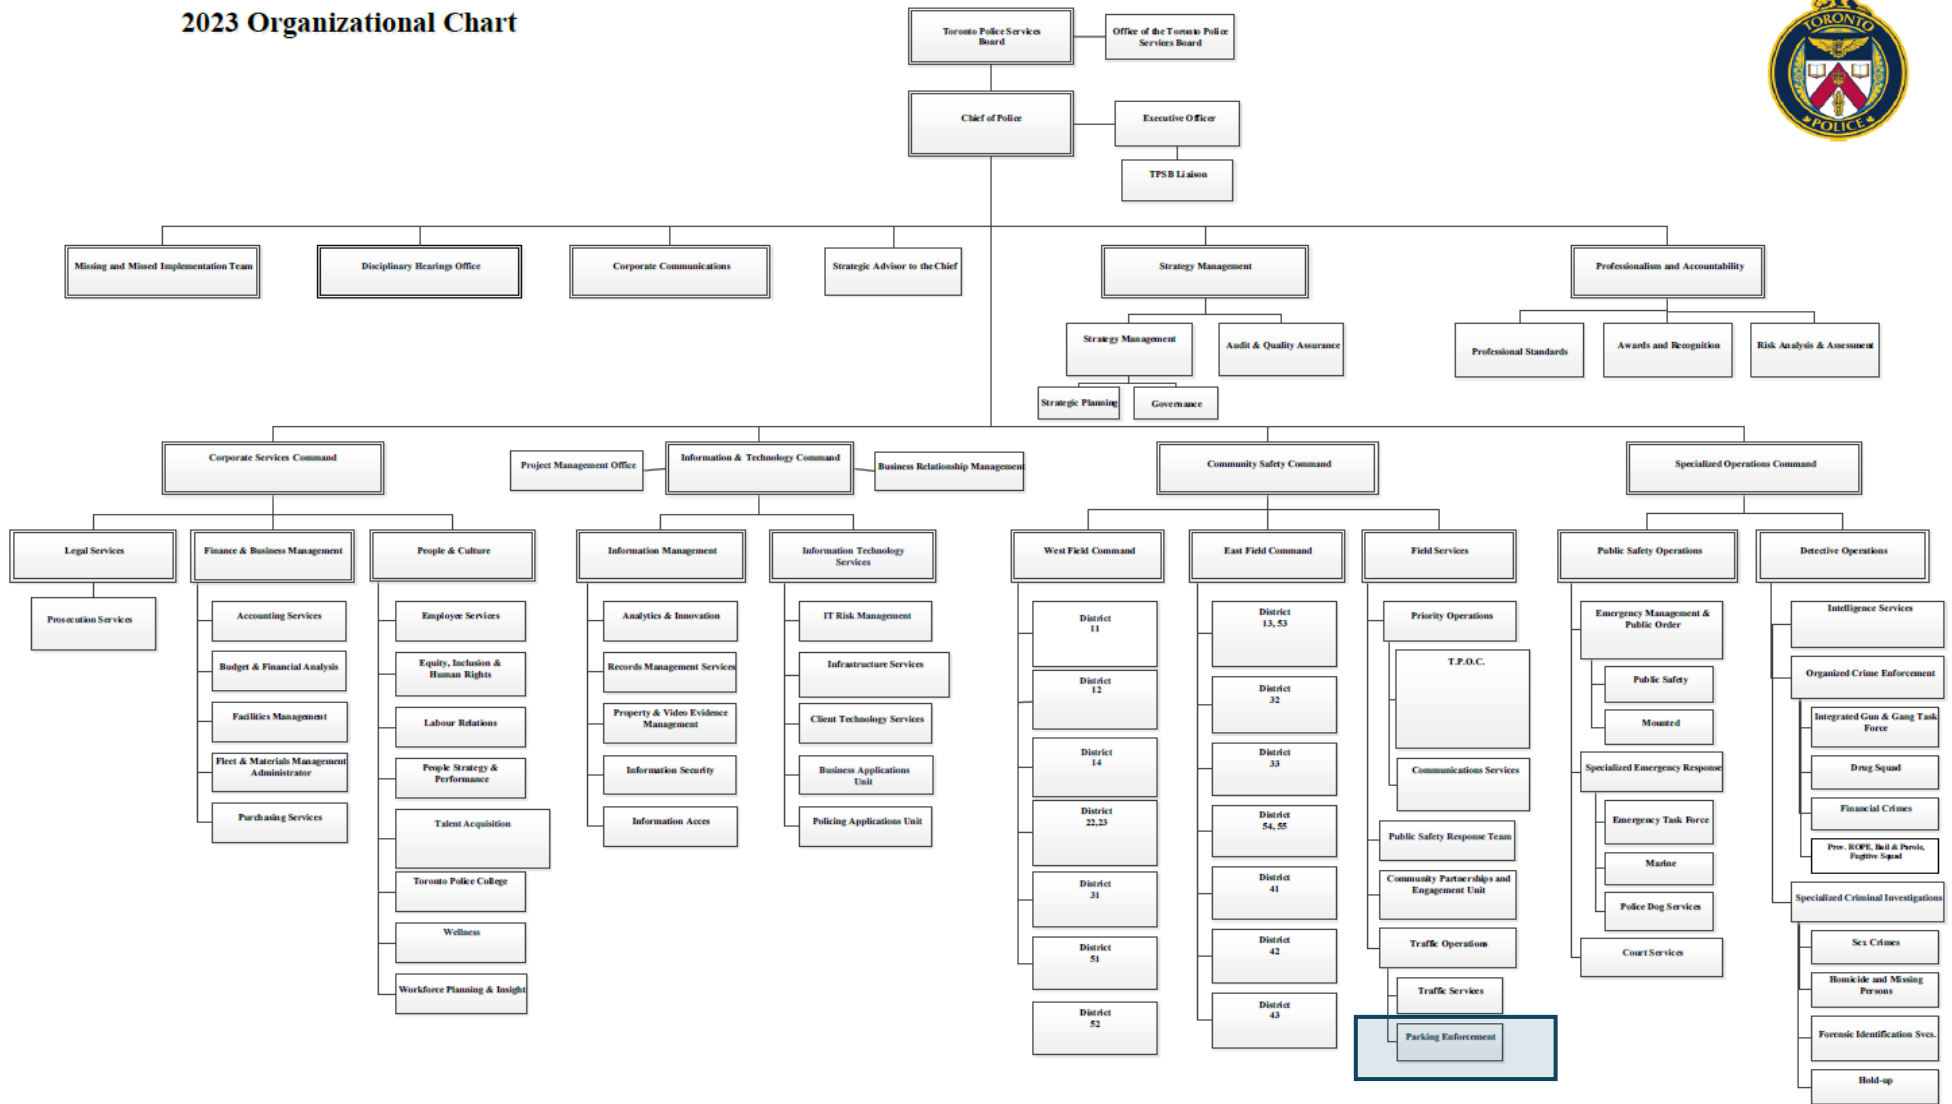 2023 Organizational Chart
Toronto Police Services
Board
Office of the Toronto Police
Services Board
TORONTO
POLICE
Chief of Police
Executive Officer
TPSB Liaison
Missing and Missed Implementation Team
Disciplinary Hearings Office
Corporate Communications
Strategic Advisor to the Chief
Strategy Management
Professionalism and Accountability
Strategy Management
Audit & Quality Assurance
Professional Standards
Awards and Recognition
Risk Analysis & Assessment
Strategic Planning
Governance
Corporate Services Command
Project Management Office
Information & Technology Command
Business Relationship Management
Community Safety Command
Specialized Operations Command
Legal Services
Prosecution Services
Finance & Business Management
Accounting Services
Budget & Financial Analysis
Facilities Management
Fleet & Materials Management
Administrator
Purchasing Services
People & Culture
Employee Services
Equity, Inclusion &
Human Rights
Labour Relations
People Strategy &
Performance
Talent Acquisition
Toronto Police College
Wellness
Workforce Planning & Insight
Information Management
Analytics & Innovation
Records Management Services
Property & Video Evidence
Management
Information Security
Information Acces
Information Technology
Services
IT Risk Management
Infrastructure Services
Client Technology Services
Business Applications
Unit
Policing Applications Unit
West Field Command
District
11
District
12
District
14
District
22,23
District
31
District
51
District
52
East Field Command
District
13, 53
District
32
District
33
District
54, 55
District
41
District
42
District
43
Field Services
Priority Operations
T.P.O.C.
Communications Services
Public Safety Response Team
Community Partnerships and
Engagement Unit
Traffic Operations
Traffic Services
Parking Enforcement
Public Safety Operations
Emergency Management &
Public Order
Public Safety
Mounted
Specialized Emergency Response
Emergency Task Force
Marine
Police Dog Services
Court Services
Detective Operations
Intelligence Services
Organized Crime Enforcement
Integrated Gun & Gang Task
Force
Drug Squad
Financial Crimes
Prov. ROPE, Bail & Parole,
Fugitive Squad
Specialized Criminal Investigations
Sex Crimes
Homicide and Missing
Persons
Forensic Identification Svcs.
Hold-up